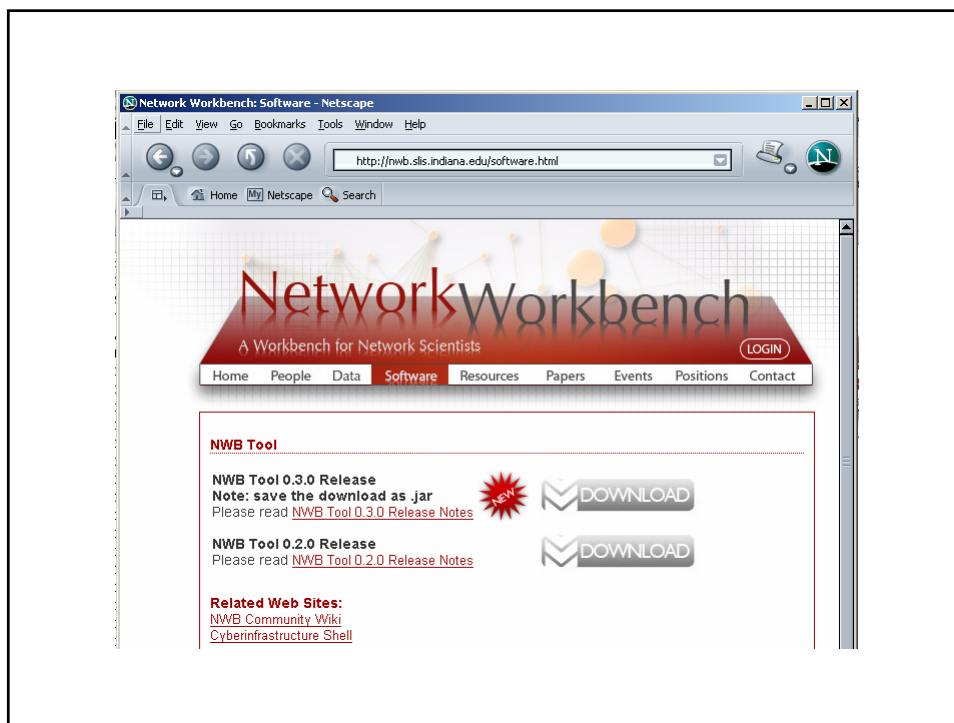 Network Workbench: Software - Netscape
File Edit View Go Bookmarks Tools Window Help
http://nwb.slis.indiana.edu/software.html
N
Home My Netscape Search
NetworkWorkbench
A Workbench for Network Scientists
LOGIN
Home People Data Software Resources Papers Events Positions Contact
NWB Tool
NWB Tool 0.3.0 Release
Note: save the download as .jar
Please read NWB Tool 0.3.0 Release Notes
NEW
DOWNLOAD
NWB Tool 0.2.0 Release
Please read NWB Tool 0.2.0 Release Notes
DOWNLOAD
Related Web Sites:
NWB Community Wiki
Cyberinfrastructure Shell